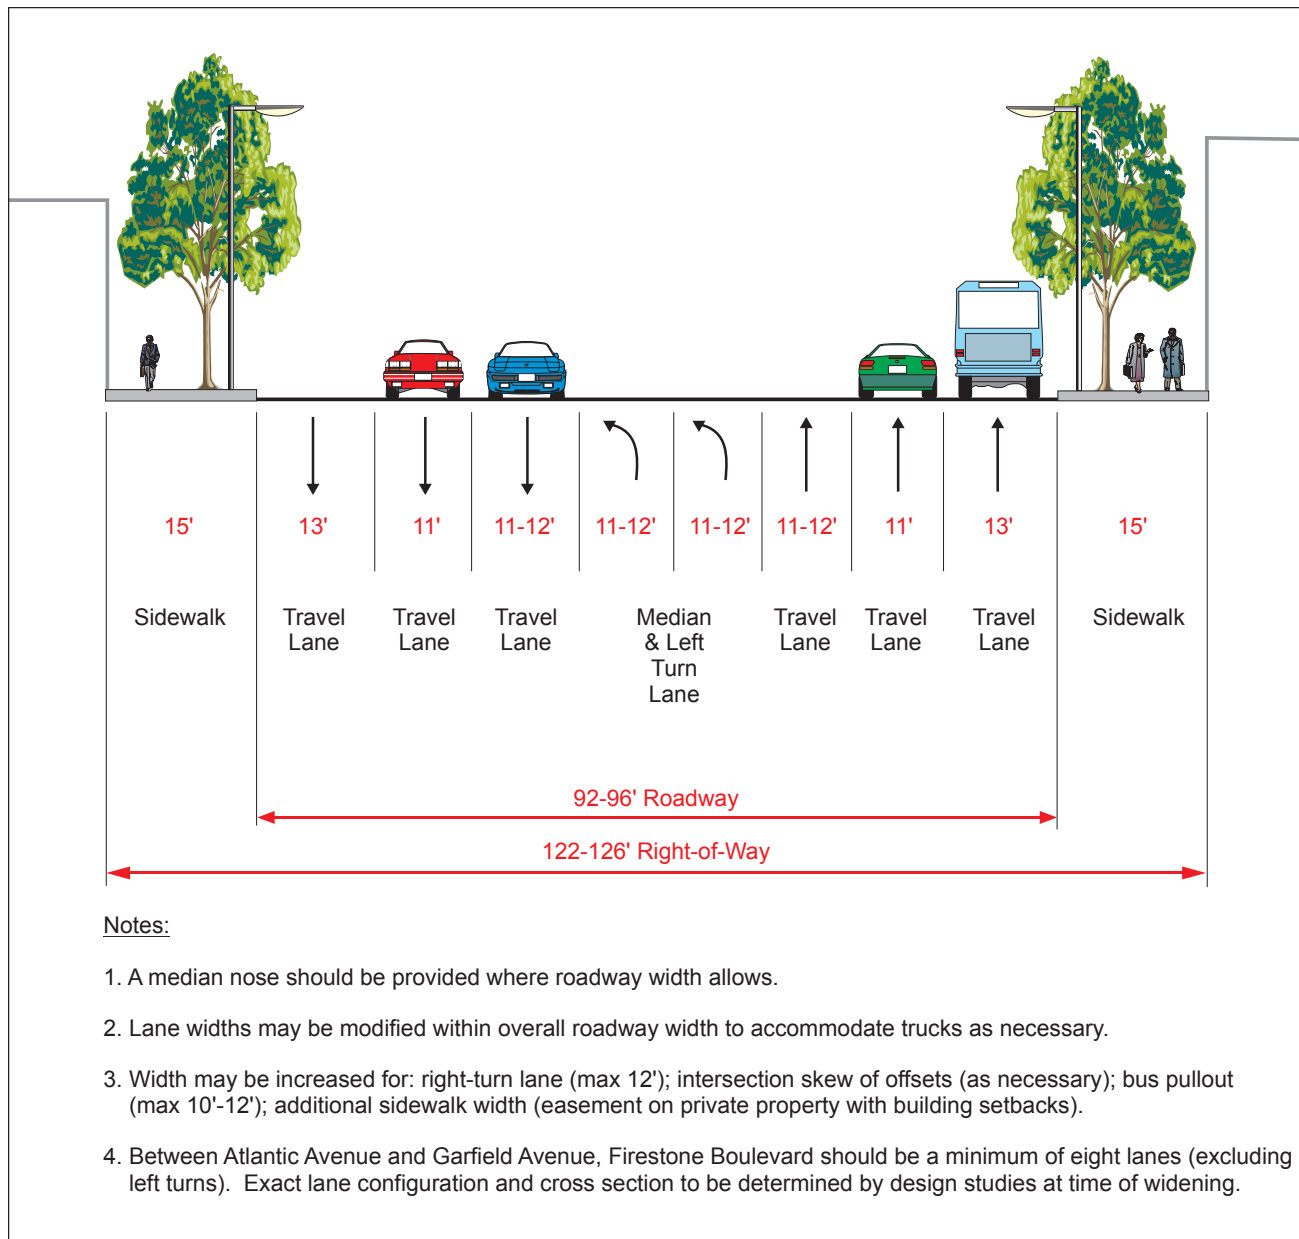 15' 13' 11' 11-12' 11-12' 11-12' 11-12' 11' 13' 15'
Sidewalk Travel Travel Travel Median Travel Travel Travel Sidewalk
Lane Lane Lane & Left Lane Lane Lane
Turn
Lane
92-96' Roadway
122-126' Right-of-Way
Notes:
1. A median nose should be provided where roadway width allows.
2. Lane widths may be modified within overall roadway width to accommodate trucks as necessary.
3. Width may be increased for: right-turn lane (max 12'); intersection skew of offsets (as necessary); bus pullout
(max 10'-12'); additional sidewalk width (easement on private property with building setbacks).
4. Between Atlantic Avenue and Garfield Avenue, Firestone Boulevard should be a minimum of eight lanes (excluding
left turns). Exact lane configuration and cross section to be determined by design studies at time of widening.